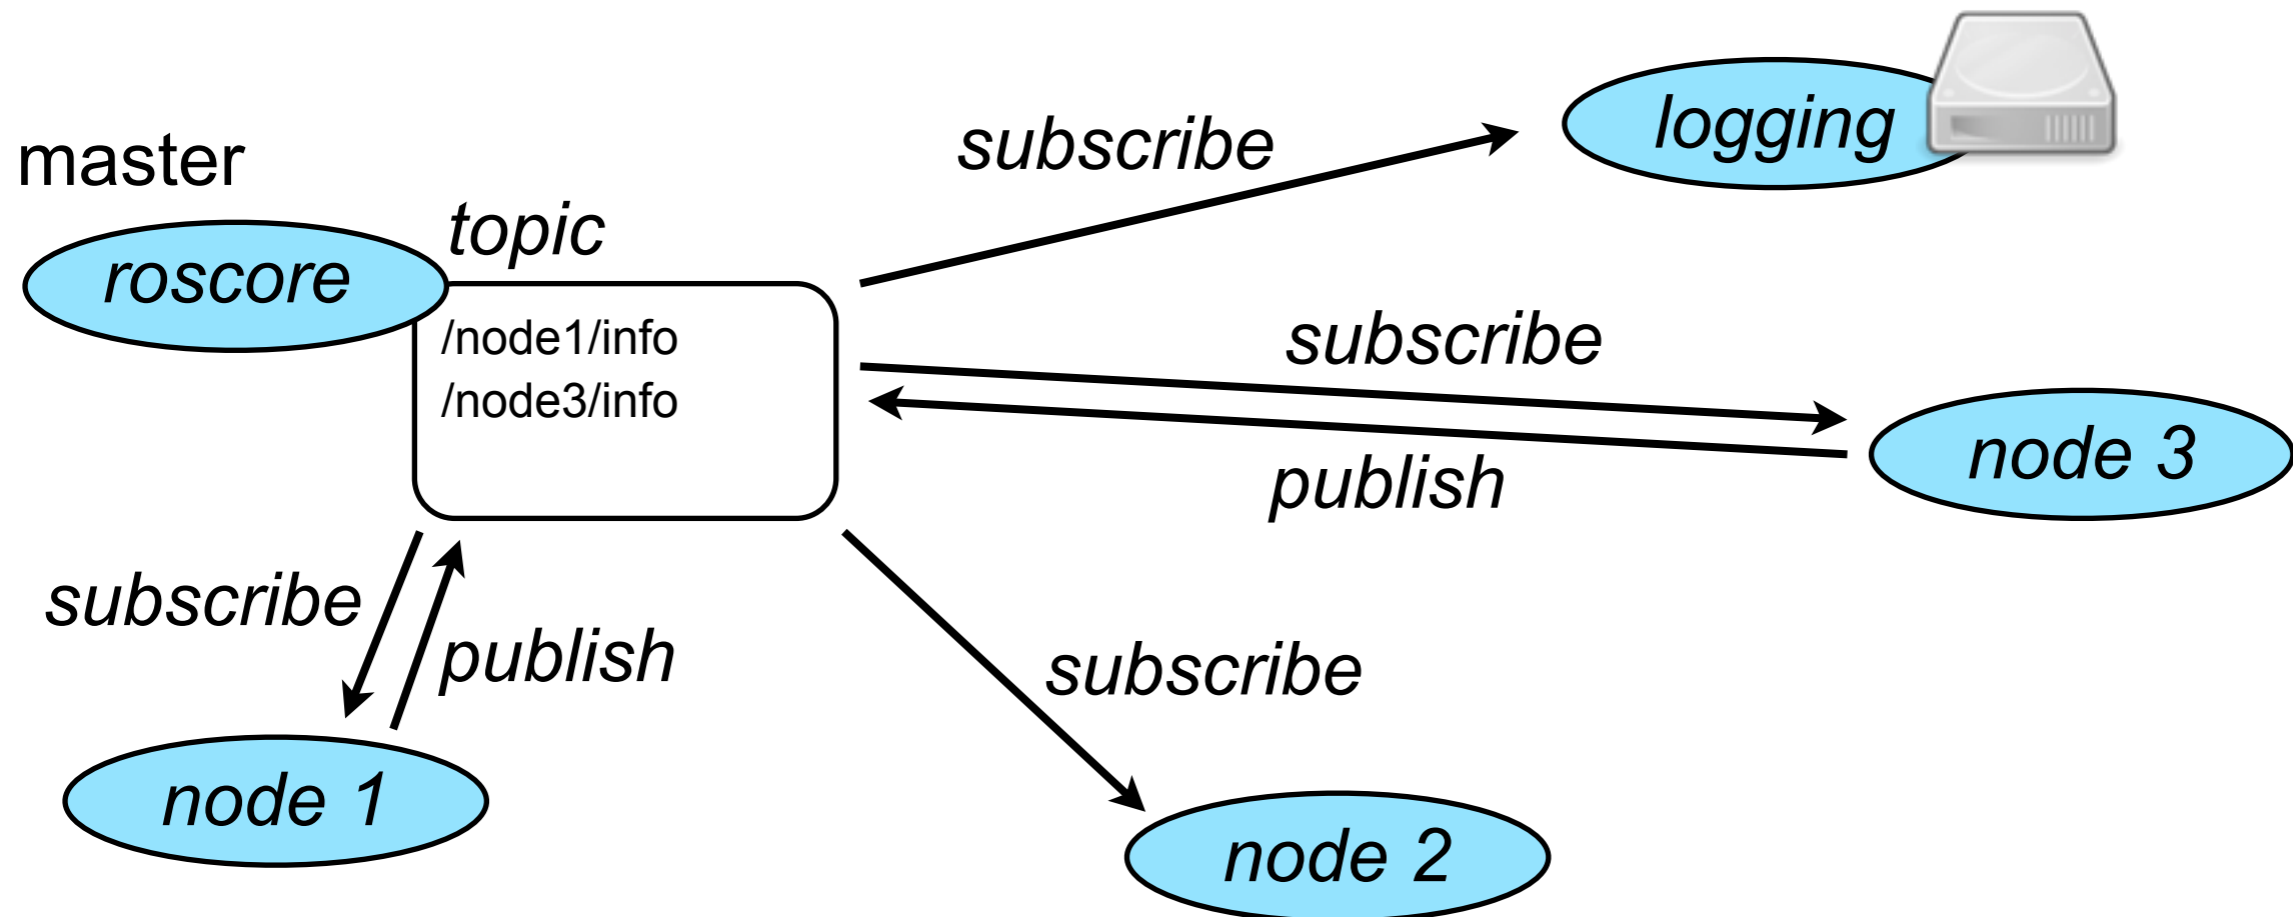 master
roscore
topic
/node1/info
/node3/info
subscribe
logging
subscribe
publish
node 3
subscribe
publish
node 1
subscribe
node 2